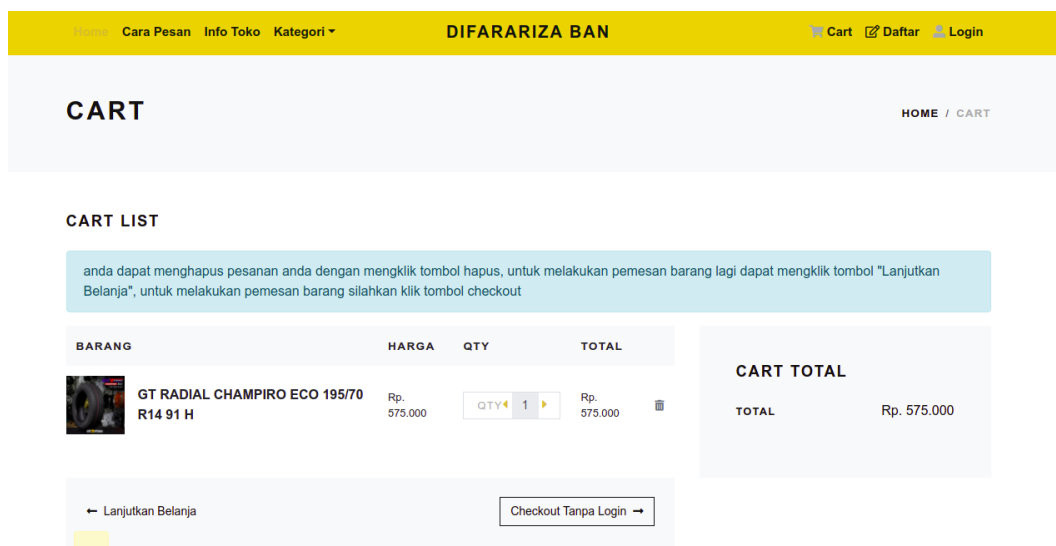 Home Cara Pesan Info Toko Kategori DIFARARIZA BAN Cart Daftar Login
CART
HOME / CART
CART LIST
anda dapat menghapus pesanan anda dengan mengklik tombol hapus, untuk melakukan pemesan barang lagi dapat mengklik tombol "Lanjutkan
Belanja", untuk melakukan pemesan barang silahkan klik tombol checkout
BARANG HARGA QTY TOTAL
GT RADIAL CHAMPIRO ECO 195/70
R14 91 H
Rp.
575.000
QTY 1
Rp.
575.000
CART TOTAL
TOTAL Rp. 575.000
← Lanjutkan Belanja
Checkout Tanpa Login →